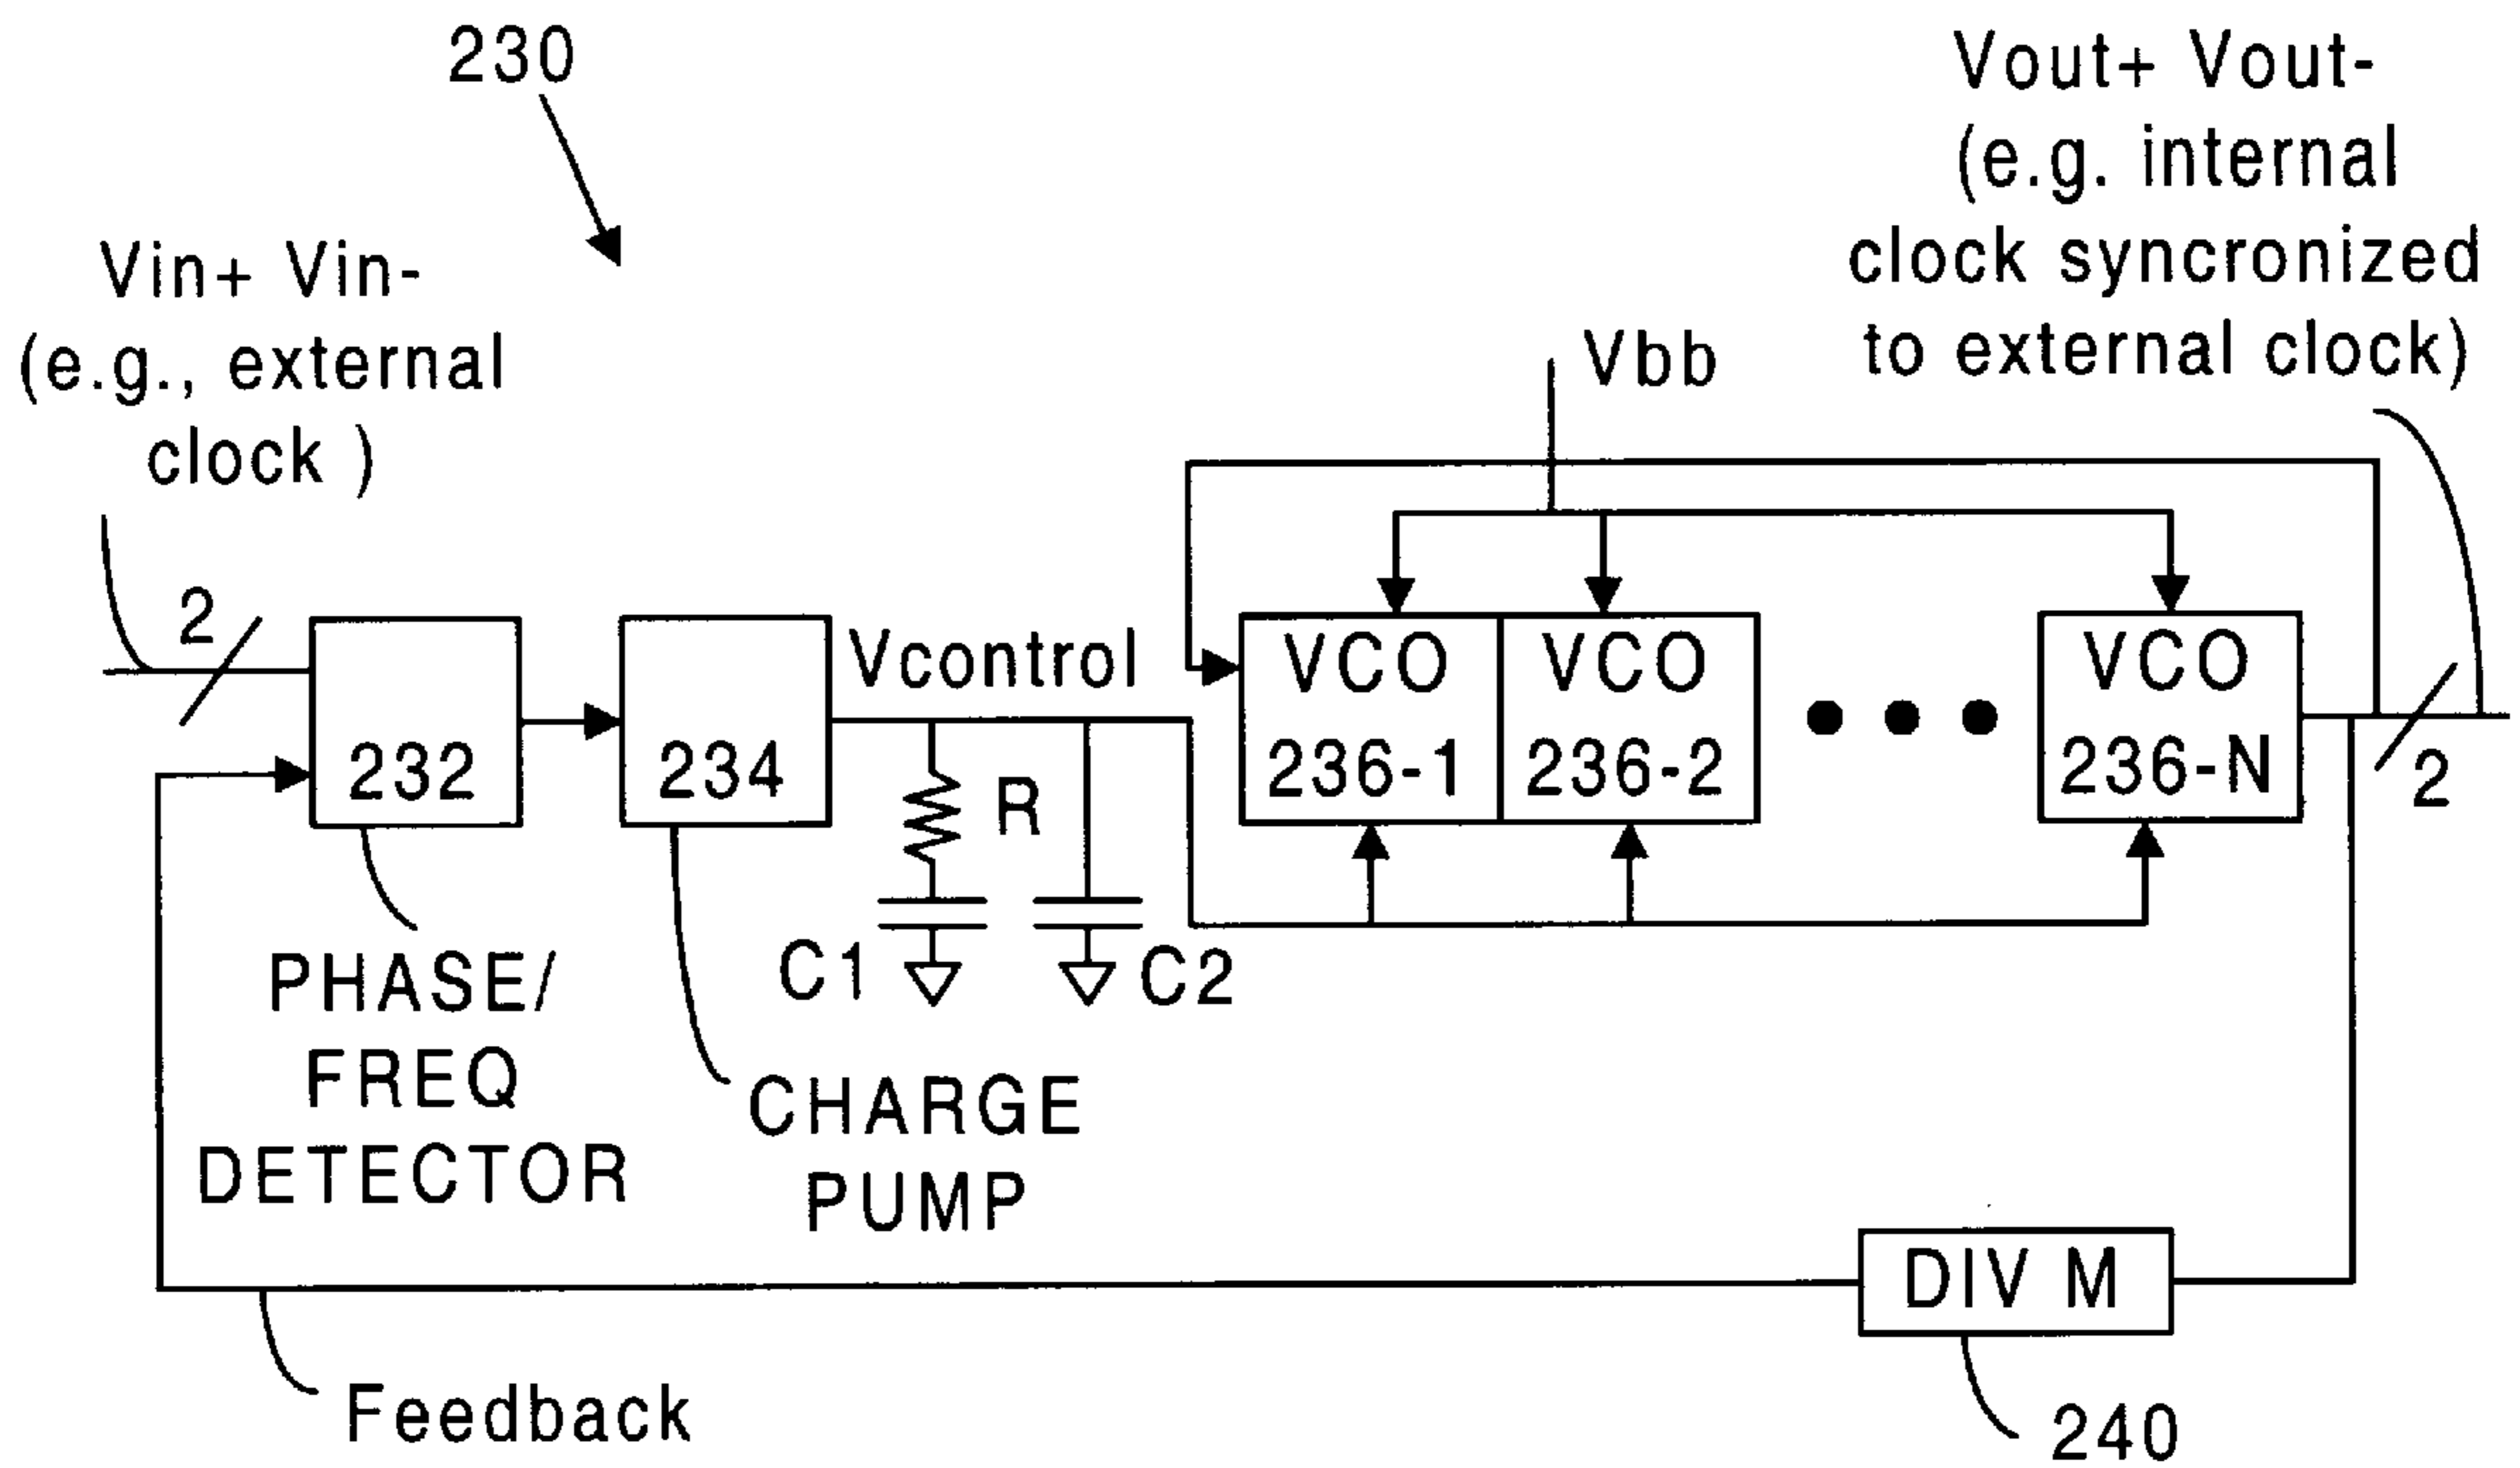 230
Vout+ Vout-
(e.g. internal
clock syncronized
to external clock)
Vin+ Vin-
(e.g., external
clock )
Vbb
2
232
234
Vcontrol
R
C1
C2
VCO
236-1
VCO
236-2
VCO
236-N
2
PHASE/
FREQ
DETECTOR
CHARGE
PUMP
DIV M
Feedback
240